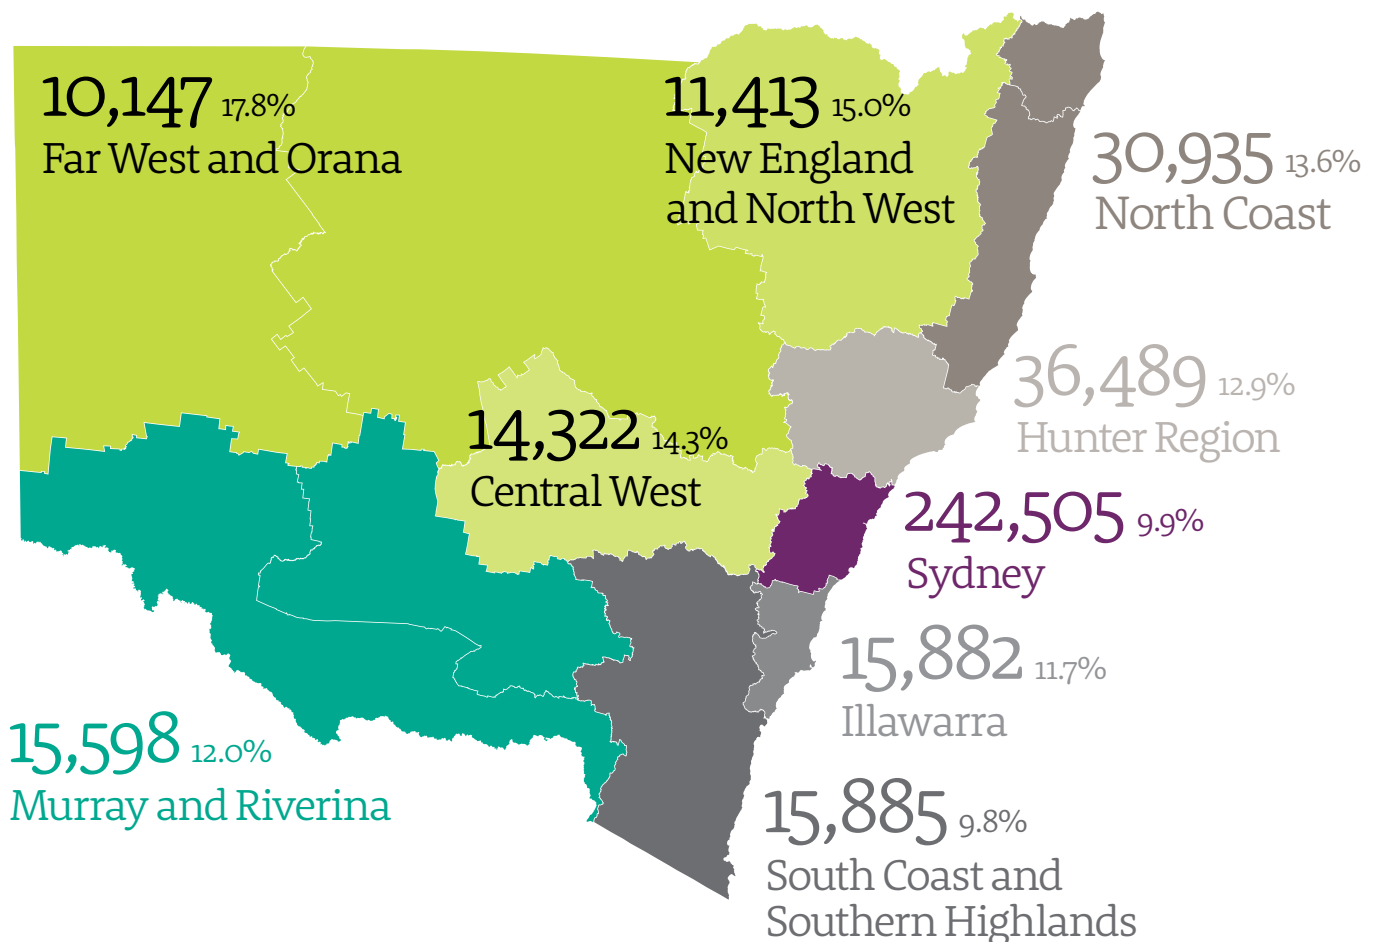 10,147 17.8%
Far West and Orana
11,413 15.0%
New England
and North West
30,935 13.6%
North Coast
36,489 12.9%
Hunter Region
14,322 14.3%
Central West
242,505 9.9%
Sydney
15,882 11.7%
Illawarra
15,598 12.0%
Murray and Riverina
15,885 9.8%
South Coast and
Southern Highlands